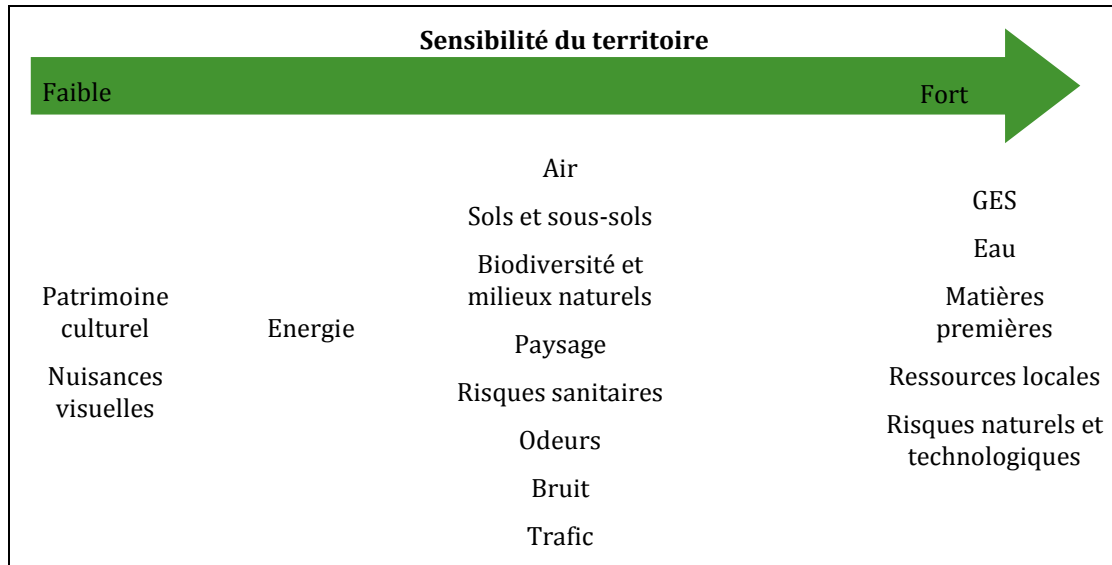 Sensibilité du territoire
Faible
Fort
Patrimoine
culturel
Nuisances
visuelles
Energie
Air
Sols et sous-sols
Biodiversité et
milieux naturels
Paysage
Risques sanitaires
Odeurs
Bruit
Trafic
GES
Eau
Matières
premières
Ressources locales
Risques naturels et
technologiques